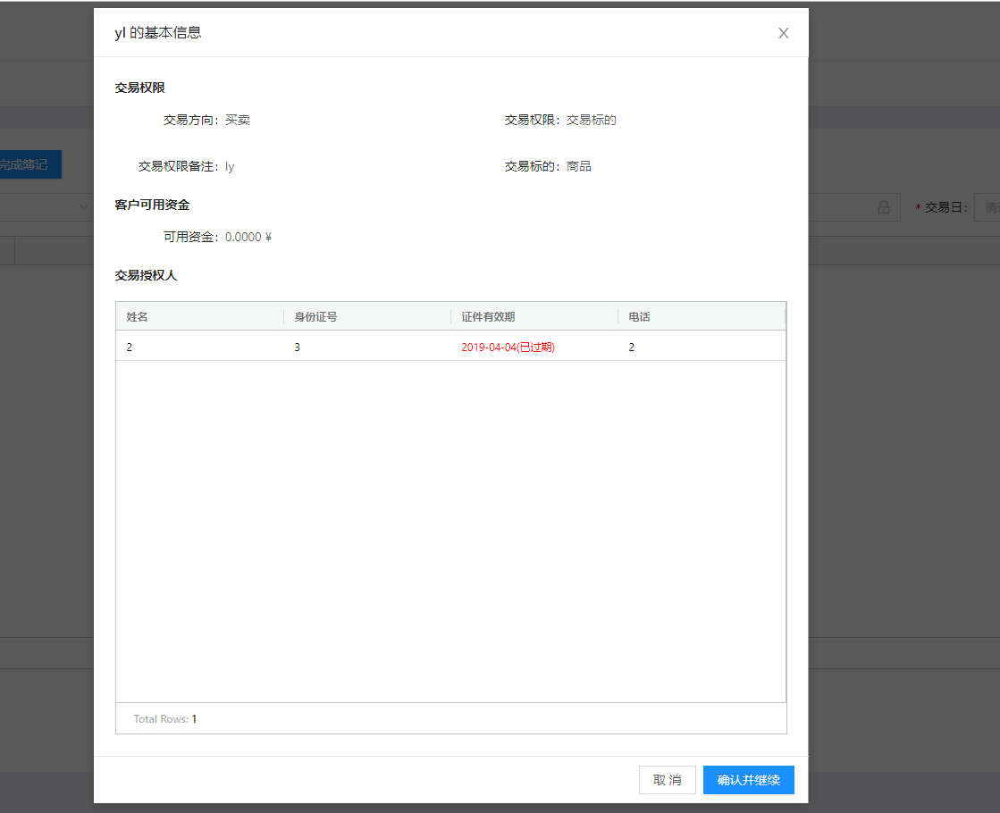 yl 的基本信息
X
交易权限
交易方向：买卖
交易权限：交易标的
交易权限备注：ly
交易标的：商品
完成簿记
* 交易日：
客户可用资金
可用资金：0.0000 ¥
交易授权人
姓名 身份证号 证件有效期 电话
2 3 2019-04-04(已过期) 2
Total Rows: 1
取 消
确认并继续